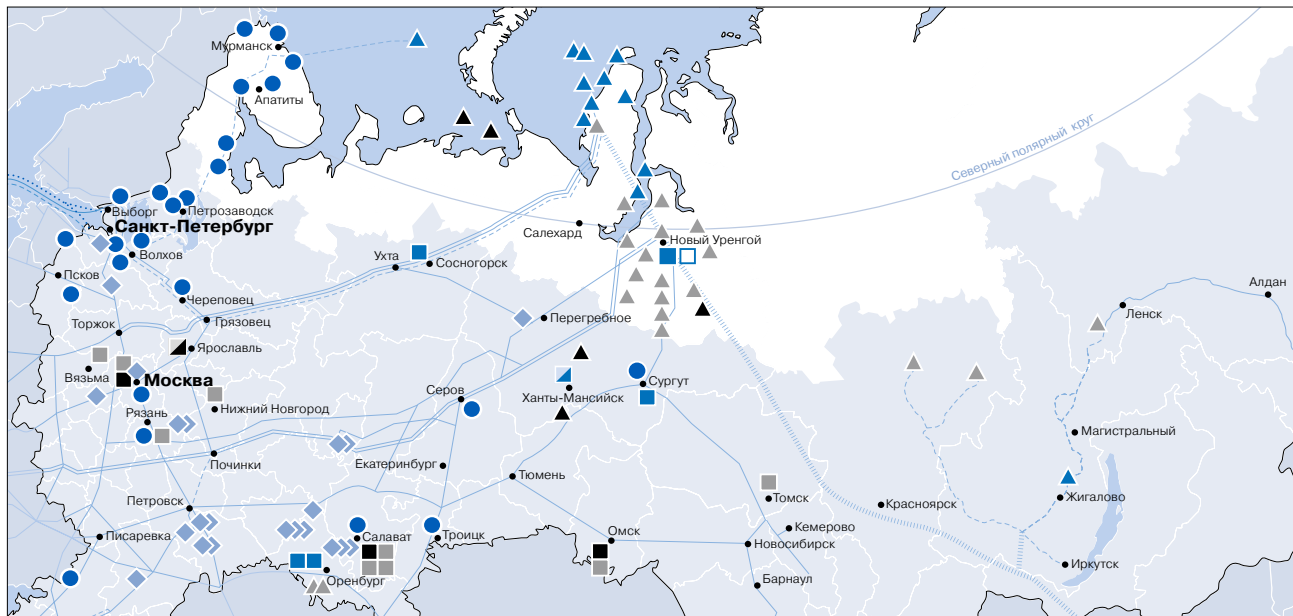 Мурманск
Апатиты
Северный полярный круг
Выборг
Петрозаводск
Санкт-Петербург
Волхов
Салехард
Новый Уренгой
Ухта
Сосногорск
Псков
Череповец
Алдан
Ленск
Торжок
Грязовец
Перегребное
Ярославль
Вязьма
Москва
Серов
Ханты-Мансийск
Сургут
Нижний Новгород
Рязань
Магистральный
Починки
Екатеринбург
Тюмень
Томск
Красноярск
Жигалово
Петровск
Писаревка
Салават
Троицк
Омск
Кемерово
Новосибирск
Оренбург
Барнаул
Иркутск